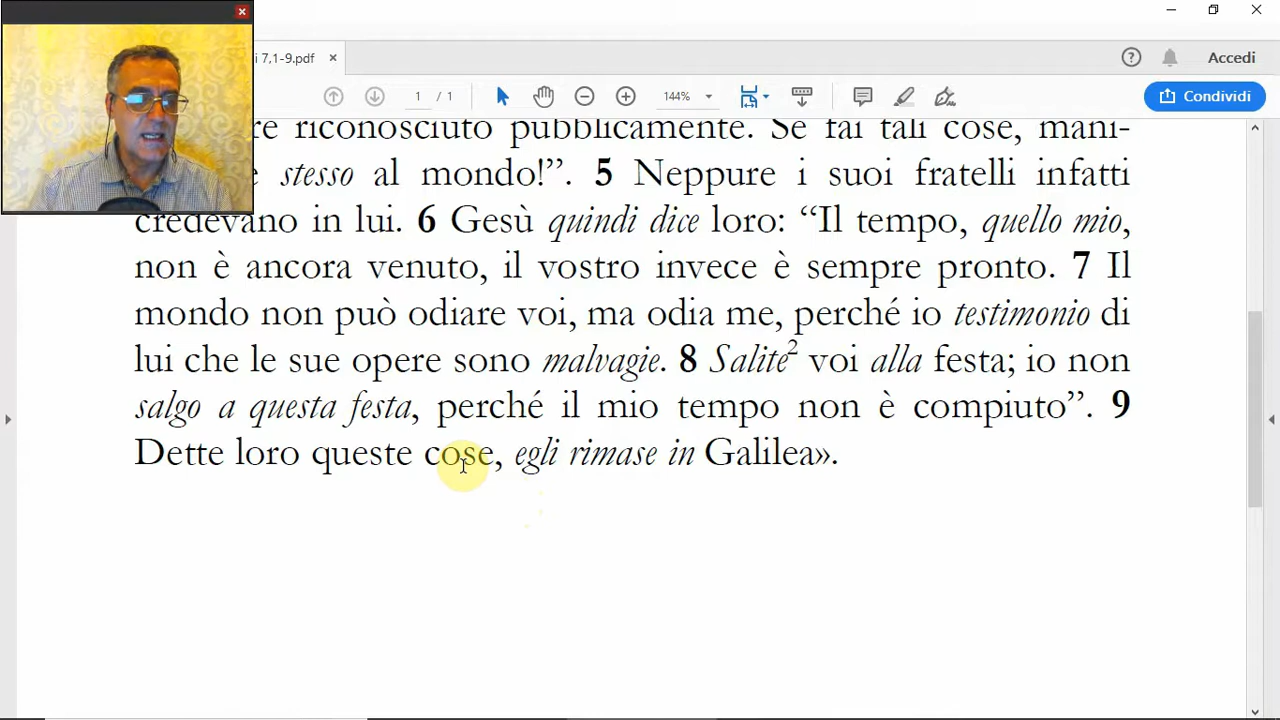 i 7,1-9.pdf
Accedi
1 / 1
144%
Condividi
re riconosciuto pubblicamente. Se fai tali cose, mani-
e stesso al mondo!”. 5 Neppure i suoi fratelli infatti
credevano in lui. 6 Gesù quindi dice loro: “Il tempo, quello mio,
non è ancora venuto, il vostro invece è sempre pronto. 7 Il
mondo non può odiare voi, ma odia me, perché io testimonio di
lui che le sue opere sono malvagie. 8 Salite2 voi alla festa; io non
salgo a questa festa, perché il mio tempo non è compiuto”. 9
Dette loro queste cose, egli rimase in Galilea».